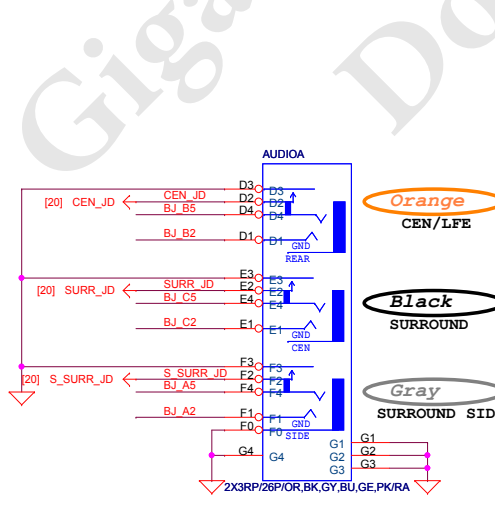 Giga
Do
AUDIOA
D3 D3
[20] CEN_JD CEN_JD D2 D2
BJ_B5 D4 D4
BJ_B2 D1 D1
GND
REAR
Orange
CEN/LFE
E3 E3
[20] SURR_JD SURR_JD E2 E2
BJ_C5 E4 E4
BJ_C2 E1 E1
GND
CEN
Black
SURROUND
F3 F3
[20] S_SURR_JD S_SURR_JD F2 F2
BJ_A5 F4 F4
BJ_A2 F1 F1
GND
F0 F0 SIDE
Gray
SURROUND SID
G4 G4
G1 G1
G2 G2
G3 G3
2X3RP/26P/OR,BK,GY,BU,GE,PK/RA